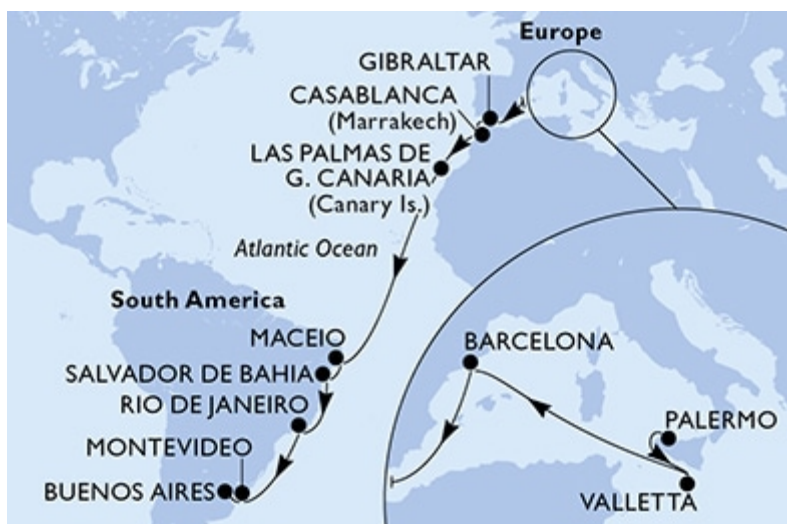 Europe
GIBRALTAR
CASABLANCA
(Marrakech)
LAS PALMAS DE
G. CANARIA
(Canary Is.)
Atlantic Ocean
South America
MACEIO
SALVADOR DE BAHIA
RIO DE JANEIRO
MONTEVIDEO
BUENOS AIRES
BARCELONA
PALERMO
VALLETTA